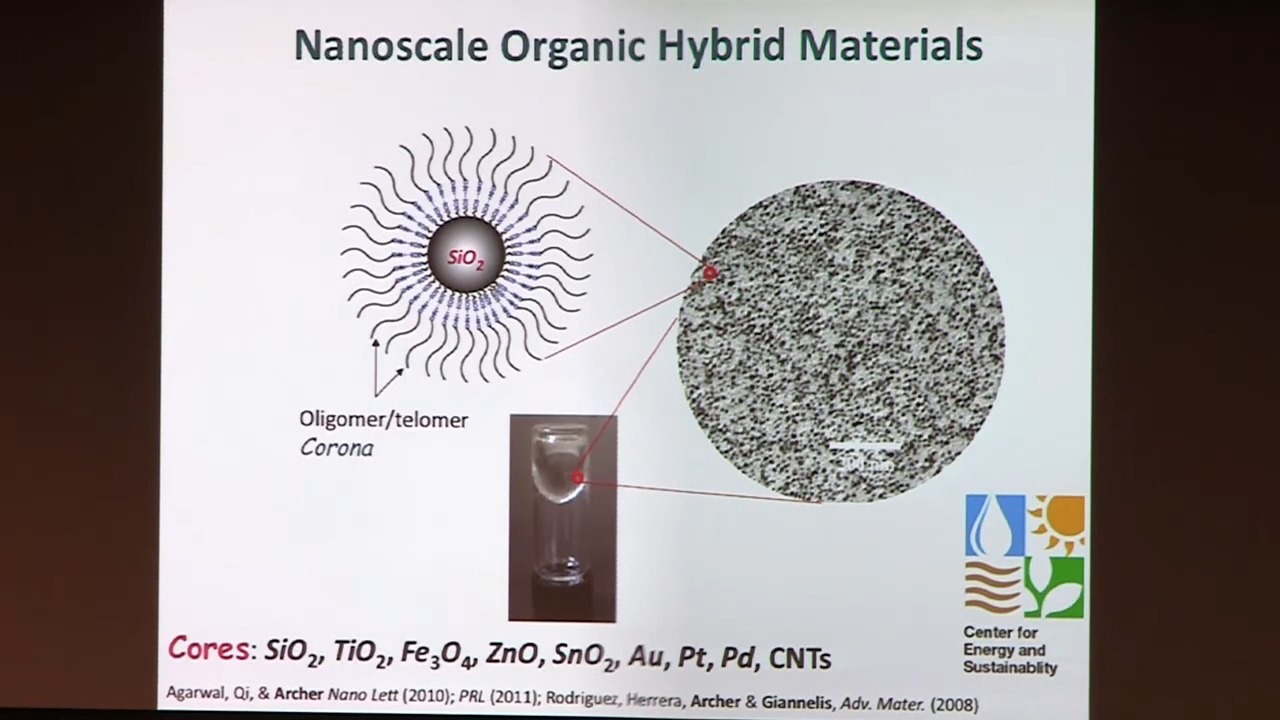 Nanoscale Organic Hybrid Materials
SiO₂
Oligomer/telomer
Corona
Center for
Energy and
Sustainablity
Cores: SiO₂, TiO₂, Fe₃O₄, ZnO, SnO₂, Au, Pt, Pd, CNTs
Agarwal, Qi, & Archer Nano Lett (2010); PRL (2011); Rodriguez, Herrera, Archer & Giannelis, Adv. Mater. (2008)